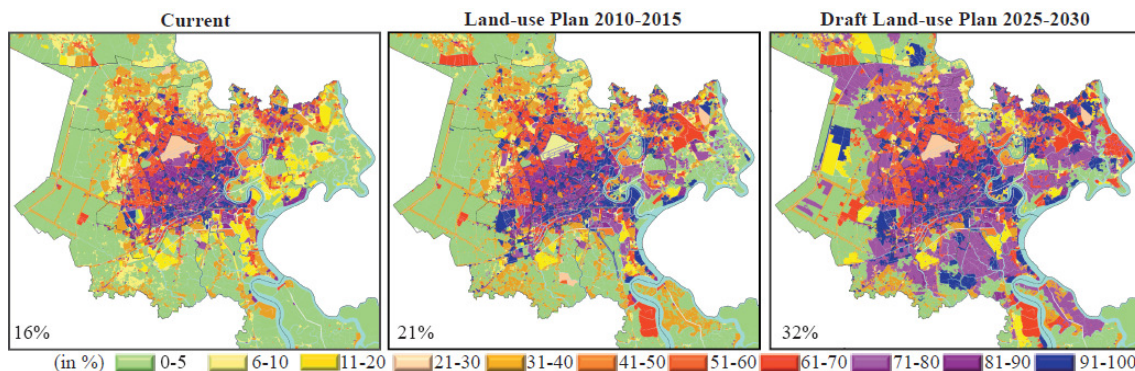 Current Land-use Plan 2010-2015 Draft Land-use Plan 2025-2030
16% 21% 32%
(in %) 0-5 6-10 11-20 21-30 31-40 41-50 51-60 61-70 71-80 81-90 91-100